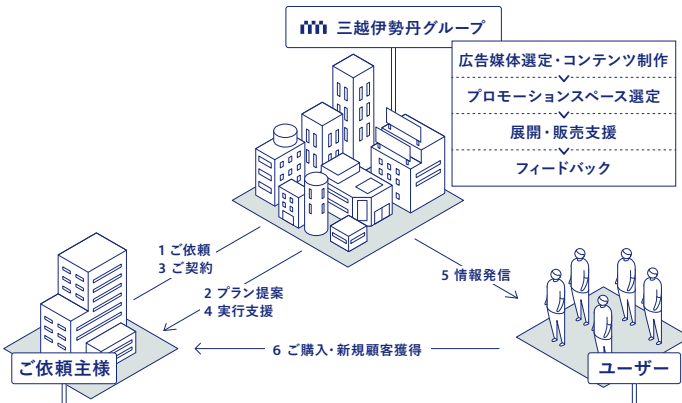 三越伊勢丹グループ
広告媒体選定・コンテンツ制作
プロモーションスペース選定
展開・販売支援
フィードバック
1 ご依頼
3 ご契約
2 プラン提案
4 実行支援
5 情報発信
6 ご購入・新規顧客獲得
ご依頼主様
ユーザー